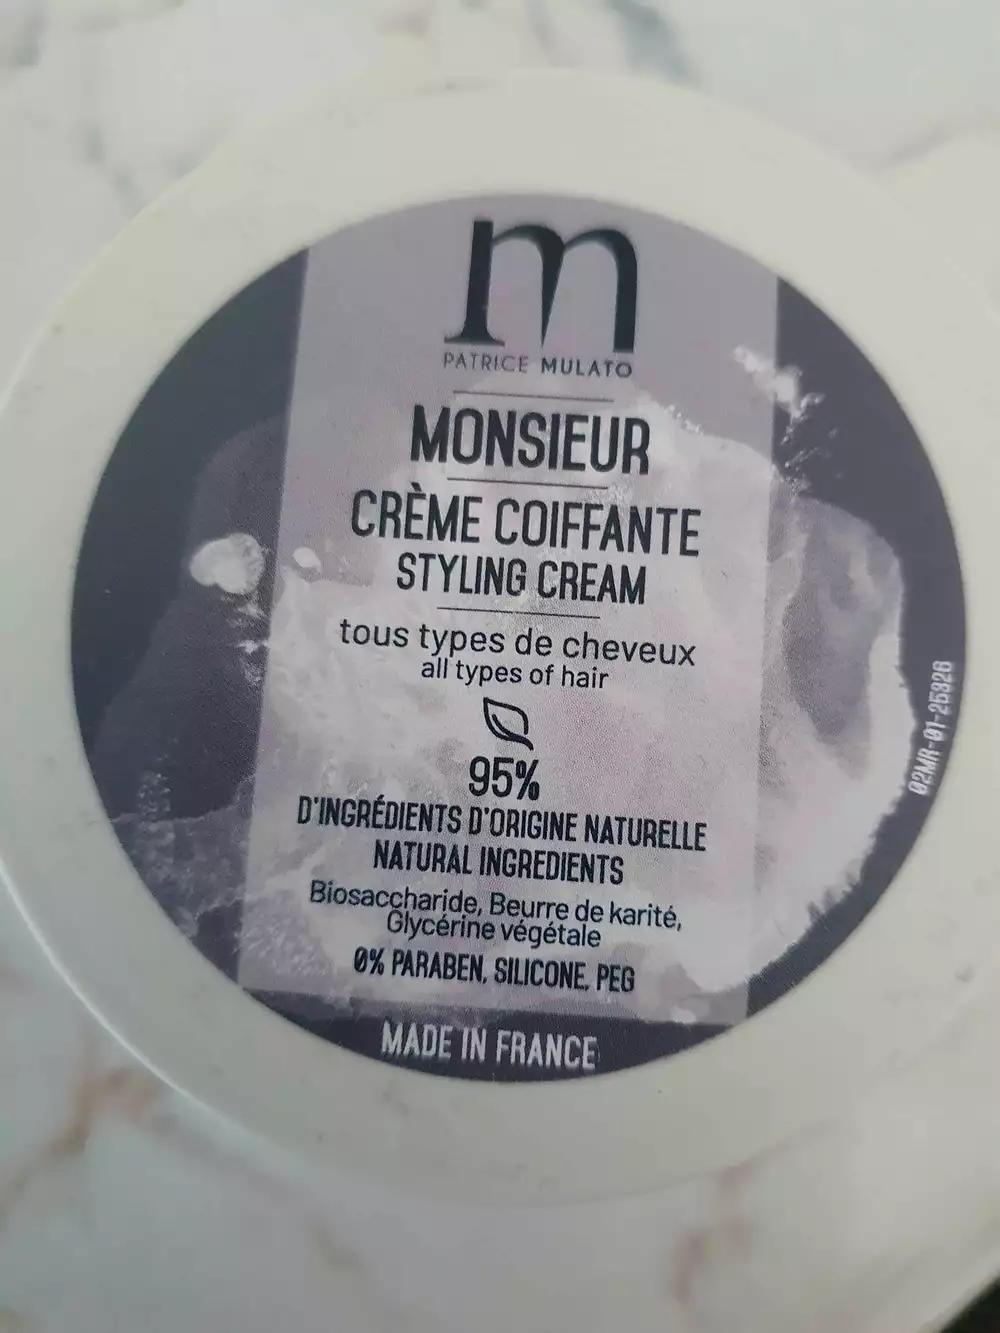 m
PATRICE MULATO
MONSIEUR
CRÈME COIFFANTE
STYLING CREAM
tous types de cheveux
all types of hair
95%
D'INGRÉDIENTS D'ORIGINE NATURELLE
NATURAL INGREDIENTS
Biosaccharide, Beurre de karité,
Glycérine végétale
0% PARABEN, SILICONE, PEG
MADE IN FRANCE
02MR-01-25326